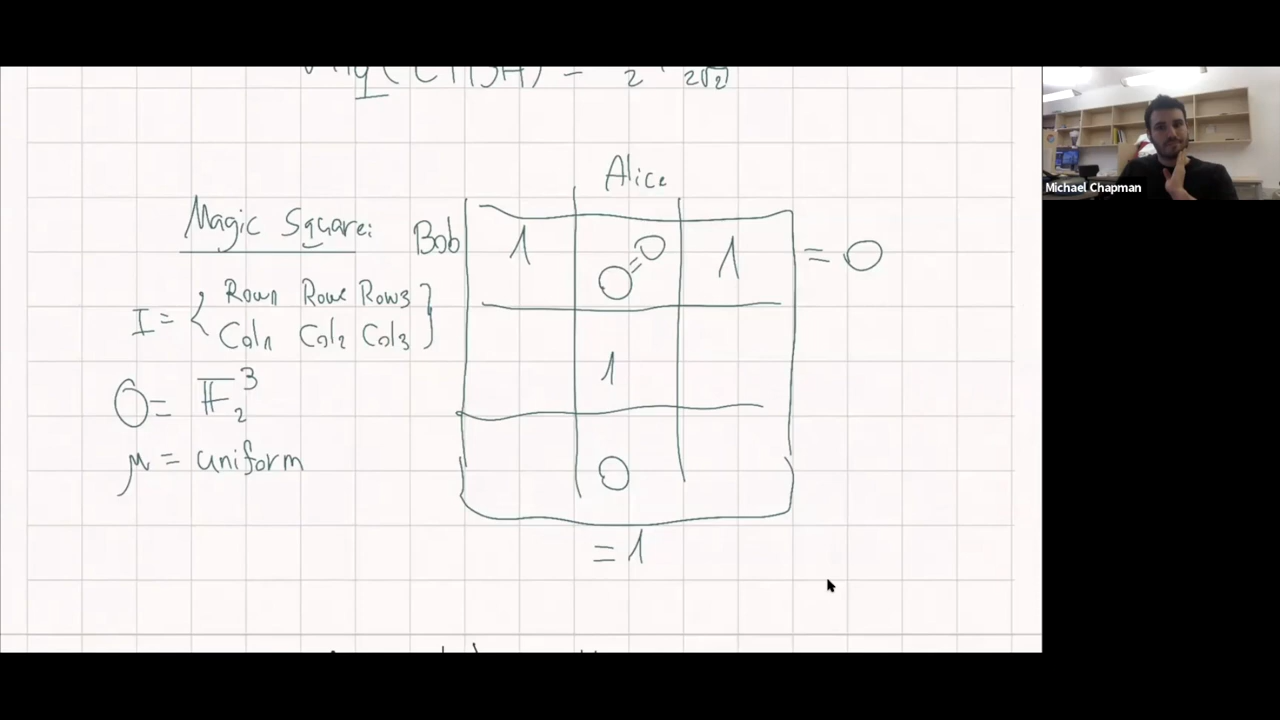 Alice
Magic Square:
Bob 1 0=0 1 = 0
I = { Row1 Row2 Row3
Col1 Col2 Col3 }
1
O = F₂³
μ = uniform
0
= 1
Michael Chapman